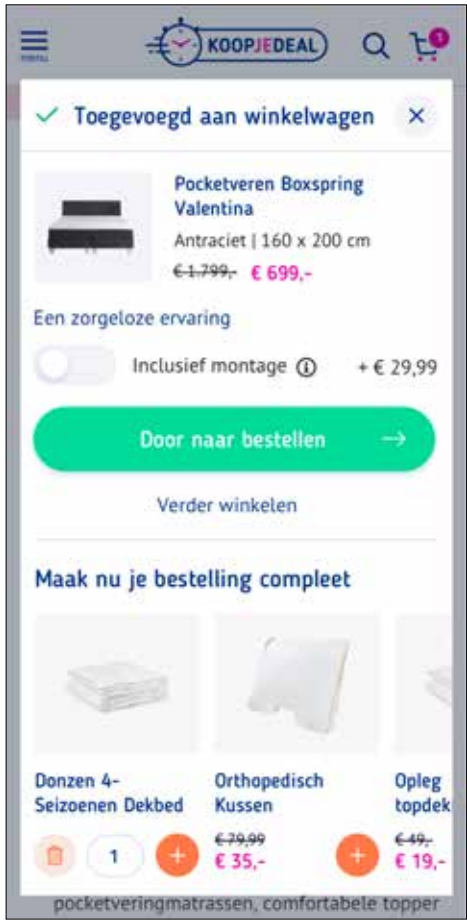 menu
KOOPJEDEAL
1
Toegevoegd aan winkelwagen
Pocketveren Boxspring
Valentina
Antraciet | 160 x 200 cm
€ 1.799,- € 699,-
Een zorgeloze ervaring
Inclusief montage + € 29,99
Door naar bestellen
Verder winkelen
Maak nu je bestelling compleet
Donzen 4-
Seizoenen Dekbed
1
Orthopedisch
Kussen
€ 79,99
€ 35,-
Opleg
topdek
€ 49,-
€ 19,-
pocketveringmatrassen, comfortabele topper